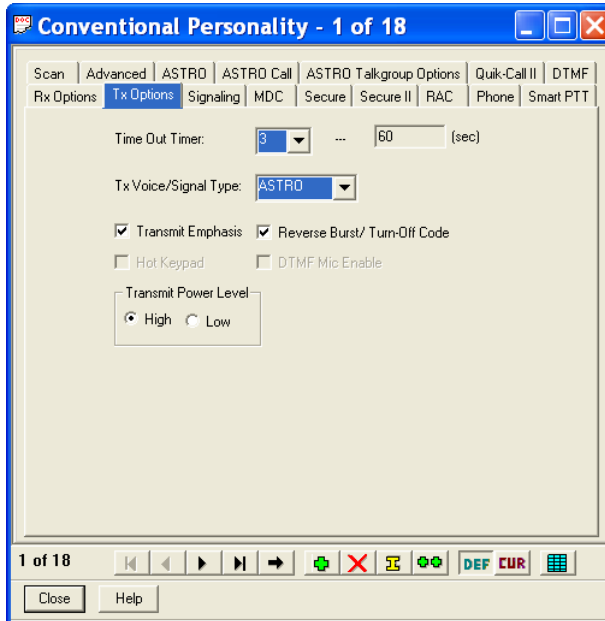 Conventional Personality - 1 of 18
Scan Advanced ASTRO ASTRO Call ASTRO Talkgroup Options Quik-Call II DTMF
Rx Options Tx Options Signaling MDC Secure Secure II RAC Phone Smart PTT
Time Out Timer: 3 --- 60 (sec)
Tx Voice/Signal Type: ASTRO
Transmit Emphasis Reverse Burst/ Turn-Off Code
Hot Keypad DTMF Mic Enable
Transmit Power Level
High Low
1 of 18 DEF CUR
Close Help